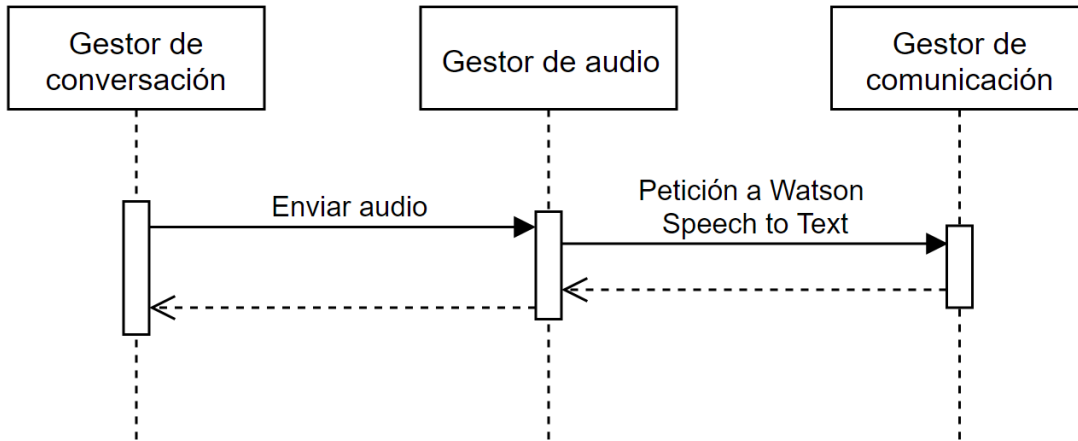 Gestor de
conversación
Gestor de audio
Gestor de
comunicación
Enviar audio
Petición a Watson
Speech to Text